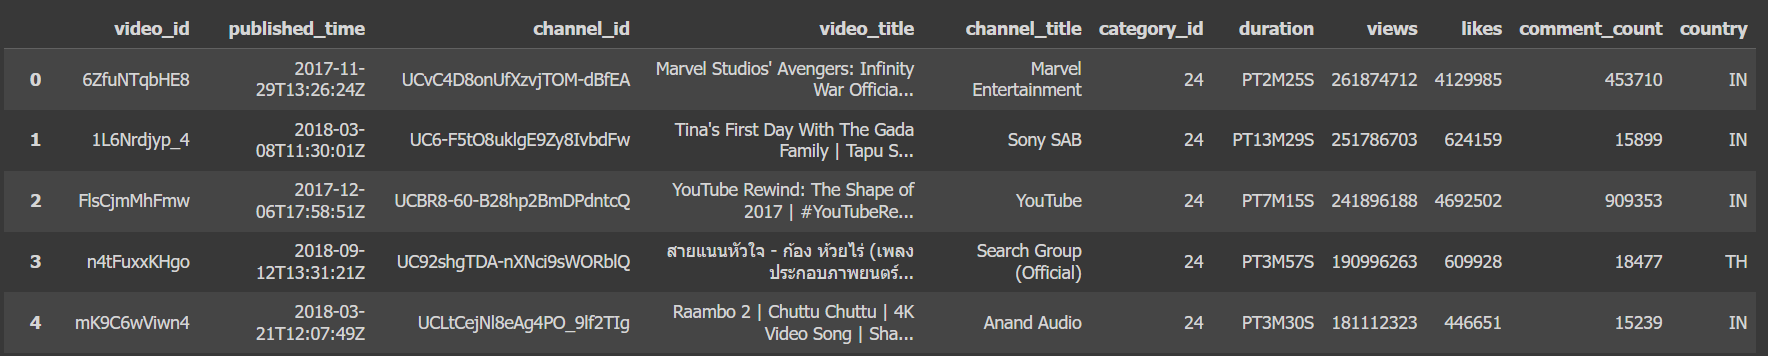 video_id published_time channel_id video_title channel_title category_id duration views likes comment_count country
0 6ZfuNTqbHE8 2017-11-29T13:26:24Z UCvC4D8onUfXzvjTOM-dBfEA Marvel Studios' Avengers: Infinity War Officia... Marvel Entertainment 24 PT2M25S 261874712 4129985 453710 IN
1 1L6Nrdjyp_4 2018-03-08T11:30:01Z UC6-F5tO8uklgE9Zy8IvbdFw Tina's First Day With The Gada Family | Tapu S... Sony SAB 24 PT13M29S 251786703 624159 15899 IN
2 FlsCjmMhFmw 2017-12-06T17:58:51Z UCBR8-60-B28hp2BmDPdntcQ YouTube Rewind: The Shape of 2017 | #YouTubeRe... YouTube 24 PT7M15S 241896188 4692502 909353 IN
3 n4tFuxxKHgo 2018-09-12T13:31:21Z UC92shgTDA-nXNci9sWORblQ สายแนนหัวใจ - ก้อง ห้วยไร่ (เพลงประกอบภาพยนตร์... Search Group (Official) 24 PT3M57S 190996263 609928 18477 TH
4 mK9C6wViwn4 2018-03-21T12:07:49Z UCLtCejNl8eAg4PO_9lf2TIg Raambo 2 | Chuttu Chuttu | 4K Video Song | Sha... Anand Audio 24 PT3M30S 181112323 446651 15239 IN